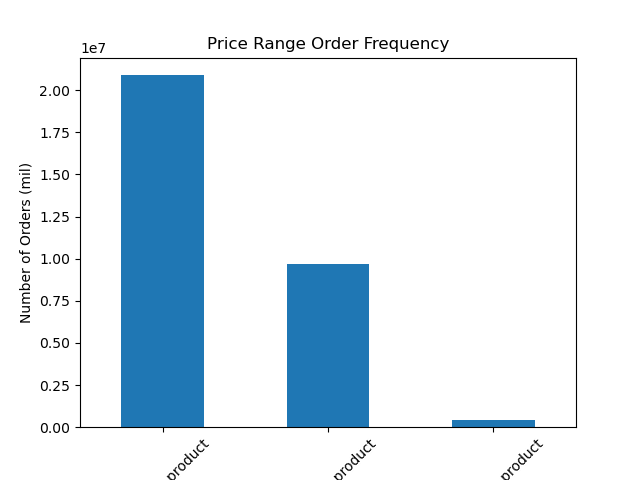 Price Range Order Frequency
1e7
2.00
1.75
1.50
1.25
1.00
0.75
0.50
0.25
0.00
Number of Orders (mil)
product
product
product